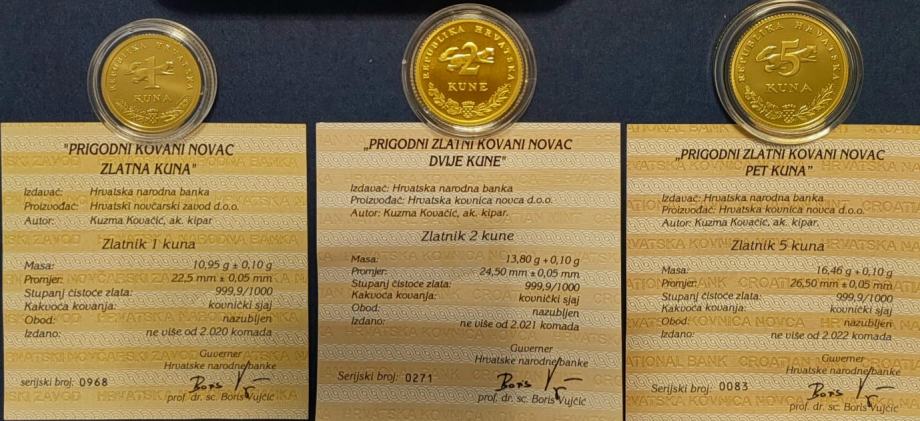 REPUBLIKA HRVATSKA
1
KUNA
"PRIGODNI KOVANI NOVAC
ZLATNA KUNA"
Izdavač: Hrvatska narodna banka
Proizvođač: Hrvatski novčarski zavod d.o.o.
Autor: Kuzma Kovačić, ak. kipar
Zlatnik 1 kuna
Masa: 10,95 g ± 0,10 g
Promjer: 22,5 mm ± 0,05 mm
Stupanj čistoće zlata: 999,9/1000
Kakvoća kovanja: kovnički sjaj
Obod: nazubljen
Izdano: ne više od 2.020 komada
Guverner
Hrvatske narodne banke
serijski broj: 0968
Boris
prof. dr. sc. Boris Vujčić
REPUBLIKA HRVATSKA
2
KUNE
„PRIGODNI ZLATNI KOVANI NOVAC
DVIJE KUNE"
Izdavač: Hrvatska narodna banka
Proizvođač: Hrvatska kovnica novca d.o.o.
Autor: Kuzma Kovačić, ak. kipar.
Zlatnik 2 kune
Masa: 13,80 g +0,10 g
Promjer: 24,50 mm ±0,05 mm
Stupanj čistoće zlata: 999,9/1000
Kakvoća kovanja: kovnički sjaj
Obod: nazubljen
Izdano: ne više od 2.021 komada
Guverner
Hrvatske narodne banke
Serijski broj: 0271
Boris
prof. dr. sc. Boris Vujčić
REPUBLIKA HRVATSKA
5
KUNA
„PRIGODNI ZLATNI KOVANI NOVAC
PET KUNA"
Izdavač: Hrvatska narodna banka
Proizvođač: Hrvatska kovnica novca d.o.o.
Autor: Kuzma Kovačić, ak. kipar.
Zlatnik 5 kuna
Masa: 16,46 g +0,10 g
Promjer: 26,50 mm ±0,05 mm
Stupanj čistoće zlata: 999,9/1000
Kakvoća kovanja: kovnički sjaj
Obod: nazubljen
Izdano: ne više od 2.022 komada
Guverner
Hrvatske narodne banke
Serijski broj: 0083
Boris
prof. dr. sc. Boris Vujčić